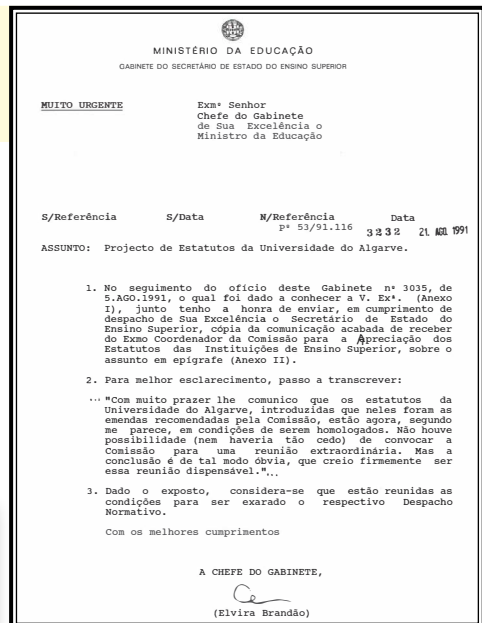 MINISTÉRIO DA EDUCAÇÃO
GABINETE DO SECRETÁRIO DE ESTADO DO ENSINO SUPERIOR
MUITO URGENTE
Exmº Senhor
Chefe do Gabinete
de Sua Excelência o
Ministro da Educação
S/Referência S/Data N/Referência Data
Pº 53/91.116 3232 21. AGO. 1991
ASSUNTO: Projecto de Estatutos da Universidade do Algarve.
1. No seguimento do ofício deste Gabinete nº 3035, de
5.AGO.1991, o qual foi dado a conhecer a V. Exª. (Anexo
I), junto tenho a honra de enviar, em cumprimento de
despacho de Sua Excelência o Secretário de Estado do
Ensino Superior, cópia da comunicação acabada de receber
do Exmo Coordenador da Comissão para a Apreciação dos
Estatutos das Instituições de Ensino Superior, sobre o
assunto em epígrafe (Anexo II).
2. Para melhor esclarecimento, passo a transcrever:
... "Com muito prazer lhe comunico que os estatutos da
Universidade do Algarve, introduzidas que neles foram as
emendas recomendadas pela Comissão, estão agora, segundo
me parece, em condições de serem homologados. Não houve
possibilidade (nem haveria tão cedo) de convocar a
Comissão para uma reunião extraordinária. Mas a
conclusão é de tal modo óbvia, que creio firmemente ser
essa reunião dispensável."...
3. Dado o exposto, considera-se que estão reunidas as
condições para ser exarado o respectivo Despacho
Normativo.
Com os melhores cumprimentos
A CHEFE DO GABINETE,
(Elvira Brandão)